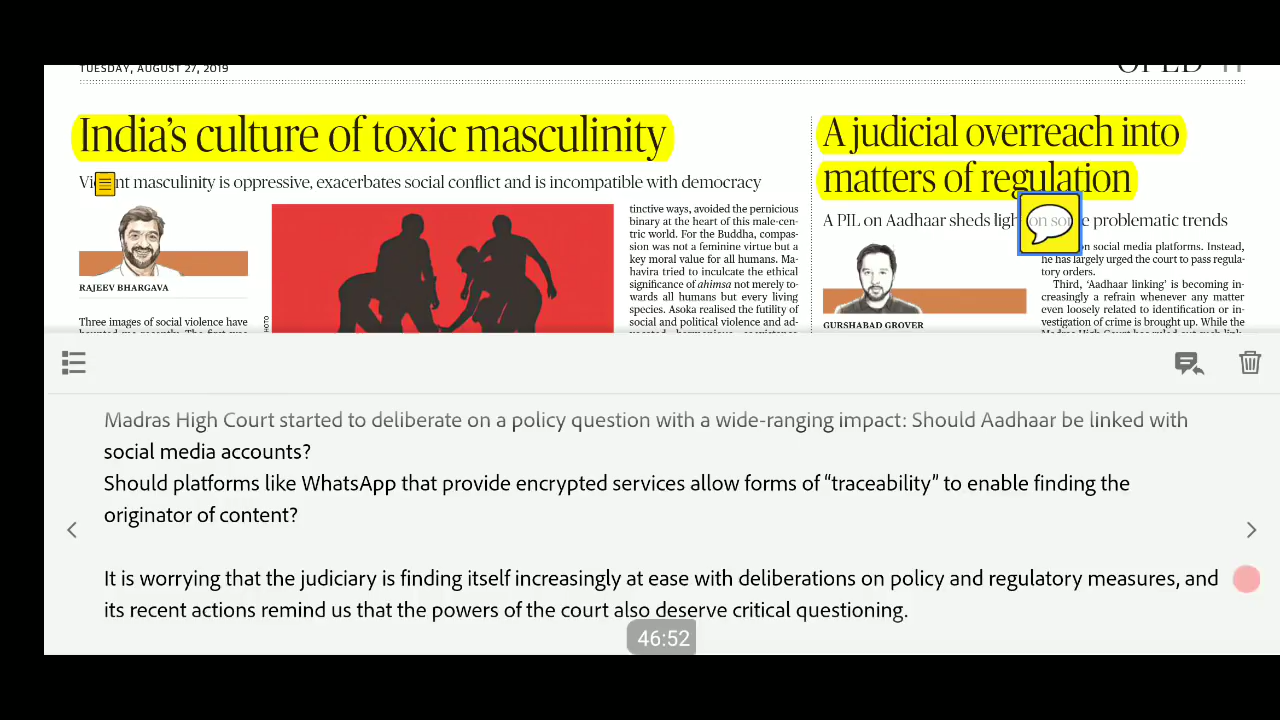 TUESDAY, AUGUST 27, 2019
OPED 11
India's culture of toxic masculinity
Violent masculinity is oppressive, exacerbates social conflict and is incompatible with democracy
RAJEEV BHARGAVA
Three images of social violence have
PHOTO
tinctive ways, avoided the pernicious
binary at the heart of this male-cen-
tric world. For the Buddha, compas-
sion was not a feminine virtue but a
key moral value for all humans. Ma-
havira tried to inculcate the ethical
significance of ahimsa not merely to-
wards all humans but every living
species. Asoka realised the futility of
social and political violence and ad-
A judicial overreach into
matters of regulation
A PIL on Aadhaar sheds light on some problematic trends
GURSHABAD GROVER
on social media platforms. Instead,
he has largely urged the court to pass regula-
tory orders.
Third, 'Aadhaar linking' is becoming in-
creasingly a refrain whenever any matter
even loosely related to identification or in-
vestigation of crime is brought up. While the
Madras High Court started to deliberate on a policy question with a wide-ranging impact: Should Aadhaar be linked with
social media accounts?
Should platforms like WhatsApp that provide encrypted services allow forms of “traceability” to enable finding the
originator of content?
It is worrying that the judiciary is finding itself increasingly at ease with deliberations on policy and regulatory measures, and
its recent actions remind us that the powers of the court also deserve critical questioning.
46:52